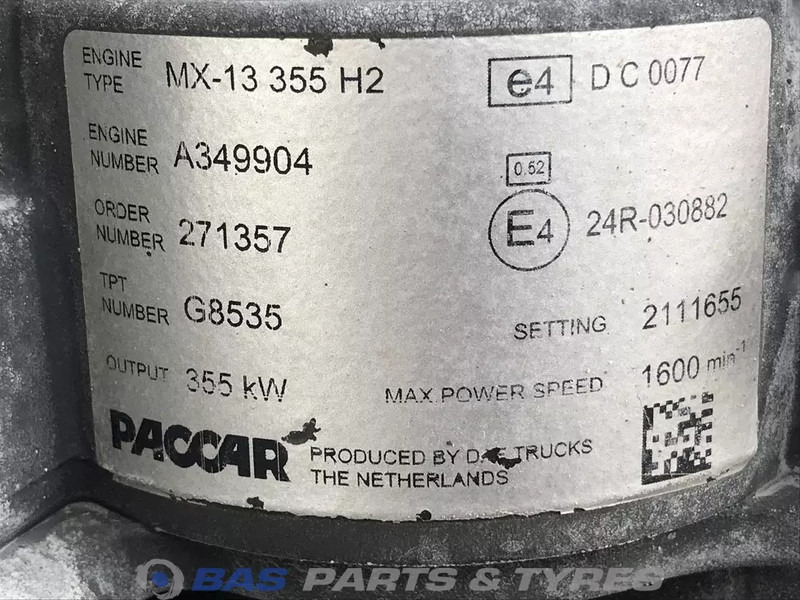 ENGINE TYPE MX-13 355 H2
e4 D C 0077
ENGINE NUMBER A349904
0.52
ORDER NUMBER 271357
E4 24R-030882
TPT NUMBER G8535
SETTING 2111655
OUTPUT 355 kW
MAX POWER SPEED 1600 min-1
PACCAR
PRODUCED BY DAF TRUCKS
THE NETHERLANDS
BAS PARTS & TYRES